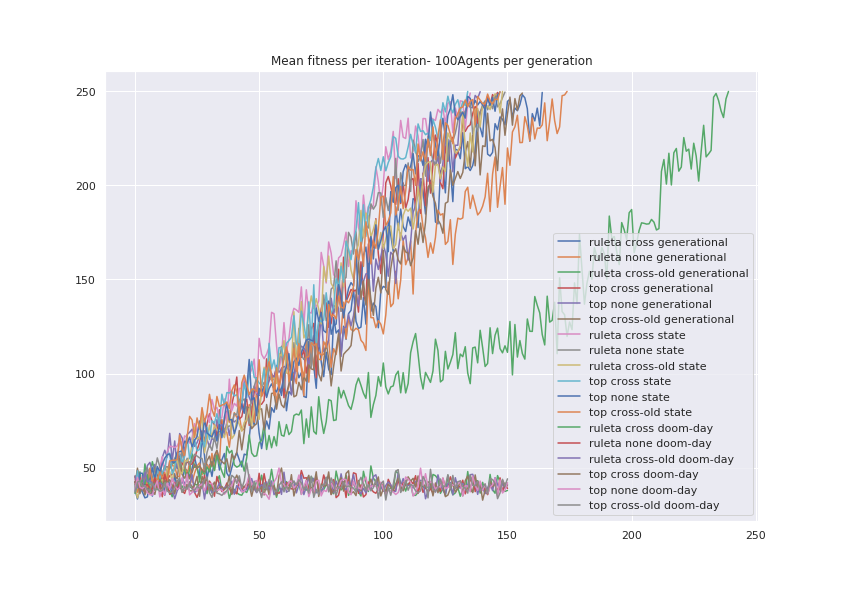 Mean fitness per iteration- 100Agents per generation
250
200
150
100
50
0
50
100
150
200
250
ruleta cross generational
ruleta none generational
ruleta cross-old generational
top cross generational
top none generational
top cross-old generational
ruleta cross state
ruleta none state
ruleta cross-old state
top cross state
top none state
top cross-old state
ruleta cross doom-day
ruleta none doom-day
ruleta cross-old doom-day
top cross doom-day
top none doom-day
top cross-old doom-day